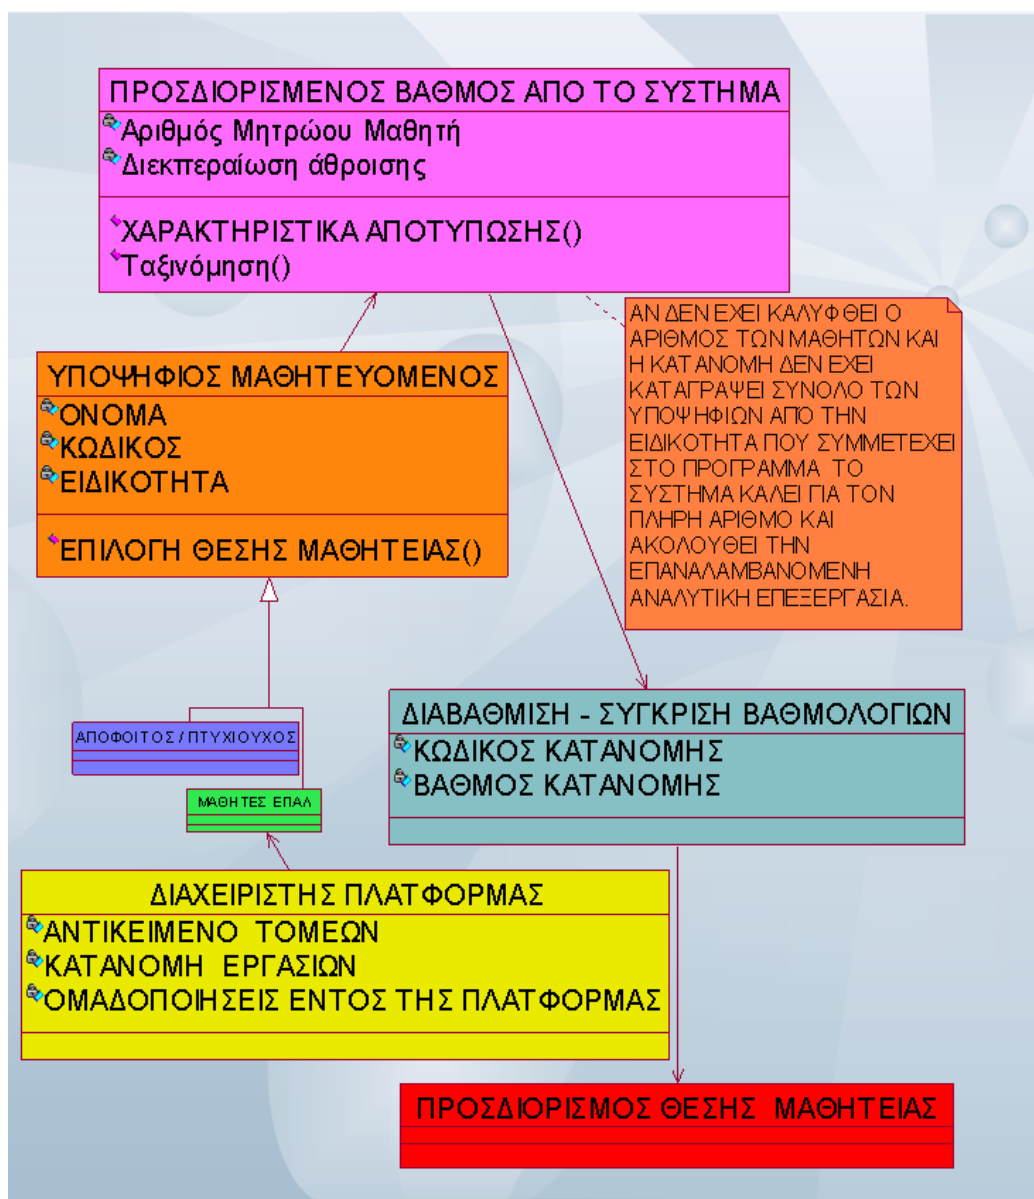 ΠΡΟΣΔΙΟΡΙΣΜΕΝΟΣ ΒΑΘΜΟΣ ΑΠΟ ΤΟ ΣΥΣΤΗΜΑ
Αριθμός Μητρώου Μαθητή
Διεκπεραίωση άθροισης
ΧΑΡΑΚΤΗΡΙΣΤΙΚΑ ΑΠΟΤΥΠΩΣΗΣ()
Ταξινόμηση()
ΑΝ ΔΕΝ ΕΧΕΙ ΚΑΛΥΦΘΕΙ Ο
ΑΡΙΘΜΟΣ ΤΩΝ ΜΑΘΗΤΩΝ ΚΑΙ
Η ΚΑΤΑΝΟΜΗ ΔΕΝ ΕΧΕΙ
ΚΑΤΑΓΡΑΨΕΙ ΣΥΝΟΛΟ ΤΩΝ
ΥΠΟΨΗΦΙΩΝ ΑΠΟ ΤΗΝ
ΕΙΔΙΚΟΤΗΤΑ ΠΟΥ ΣΥΜΜΕΤΕΧΕΙ
ΣΤΟ ΠΡΟΓΡΑΜΜΑ ΤΟ
ΣΥΣΤΗΜΑ ΚΑΛΕΙ ΓΙΑ ΤΟΝ
ΠΛΗΡΗ ΑΡΙΘΜΟ ΚΑΙ
ΑΚΟΛΟΥΘΕΙ ΤΗΝ
ΕΠΑΝΑΛΑΜΒΑΝΟΜΕΝΗ
ΑΝΑΛΥΤΙΚΗ ΕΠΕΞΕΡΓΑΣΙΑ.
ΥΠΟΨΗΦΙΟΣ ΜΑΘΗΤΕΥΟΜΕΝΟΣ
ΟΝΟΜΑ
ΚΩΔΙΚΟΣ
ΕΙΔΙΚΟΤΗΤΑ
ΕΠΙΛΟΓΗ ΘΕΣΗΣ ΜΑΘΗΤΕΙΑΣ()
ΑΠΟΦΟΙΤΟΣ / ΠΤΥΧΙΟΥΧΟΣ
ΜΑΘΗΤΕΣ ΕΠΑΛ
ΔΙΑΒΑΘΜΙΣΗ - ΣΥΓΚΡΙΣΗ ΒΑΘΜΟΛΟΓΙΩΝ
ΚΩΔΙΚΟΣ ΚΑΤΑΝΟΜΗΣ
ΒΑΘΜΟΣ ΚΑΤΑΝΟΜΗΣ
ΔΙΑΧΕΙΡΙΣΤΗΣ ΠΛΑΤΦΟΡΜΑΣ
ΑΝΤΙΚΕΙΜΕΝΟ ΤΟΜΕΩΝ
ΚΑΤΑΝΟΜΗ ΕΡΓΑΣΙΩΝ
ΟΜΑΔΟΠΟΙΗΣΕΙΣ ΕΝΤΟΣ ΤΗΣ ΠΛΑΤΦΟΡΜΑΣ
ΠΡΟΣΔΙΟΡΙΣΜΟΣ ΘΕΣΗΣ ΜΑΘΗΤΕΙΑΣ